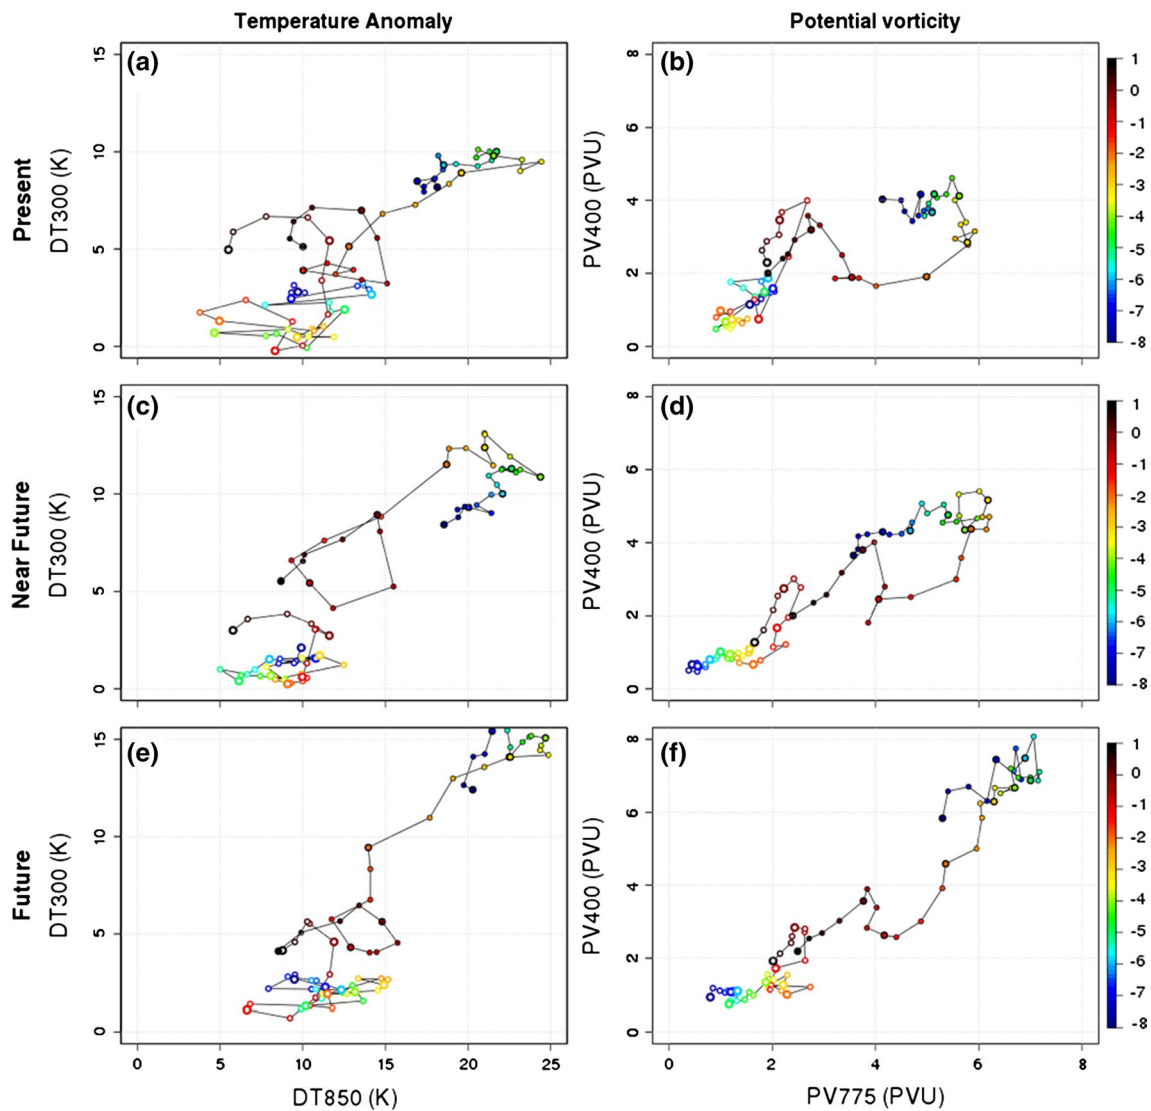 Temperature Anomaly
Potential vorticity
(a)
(b)
Present
DT300 (K)
15
10
5
0
PV400 (PVU)
8
6
4
2
0
1
0
-1
-2
-3
-4
-5
-6
-7
-8
(c)
(d)
Near Future
DT300 (K)
15
10
5
0
PV400 (PVU)
8
6
4
2
0
1
0
-1
-2
-3
-4
-5
-6
-7
-8
(e)
(f)
Future
DT300 (K)
15
10
5
0
PV400 (PVU)
8
6
4
2
0
1
0
-1
-2
-3
-4
-5
-6
-7
-8
0 5 10 15 20 25
0 2 4 6 8
DT850 (K)
PV775 (PVU)